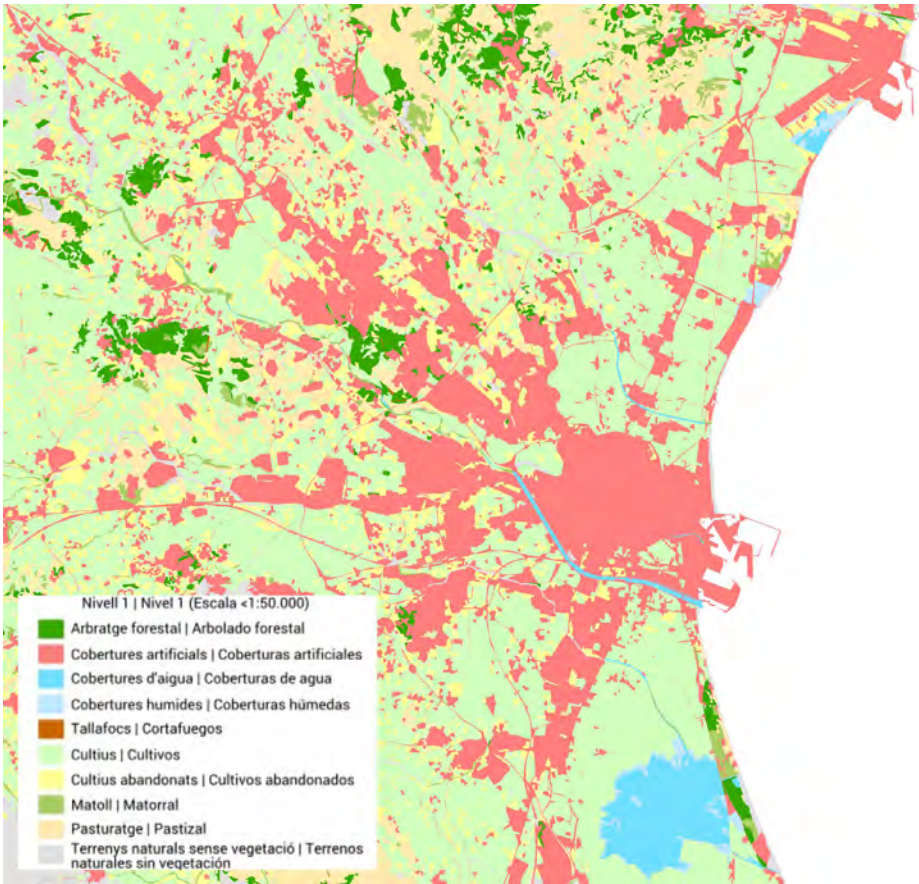 Nivell 1 | Nivel 1 (Escala <1:50.000)
Arbratge forestal | Arbolado forestal
Cobertures artificials | Coberturas artificiales
Cobertures d'aigua | Coberturas de agua
Cobertures humides | Coberturas húmedas
Tallafocs | Cortafuegos
Cultius | Cultivos
Cultius abandonats | Cultivos abandonados
Matoll | Matorral
Pasturatge | Pastizal
Terrenys naturals sense vegetació | Terrenos
naturales sin vegetación